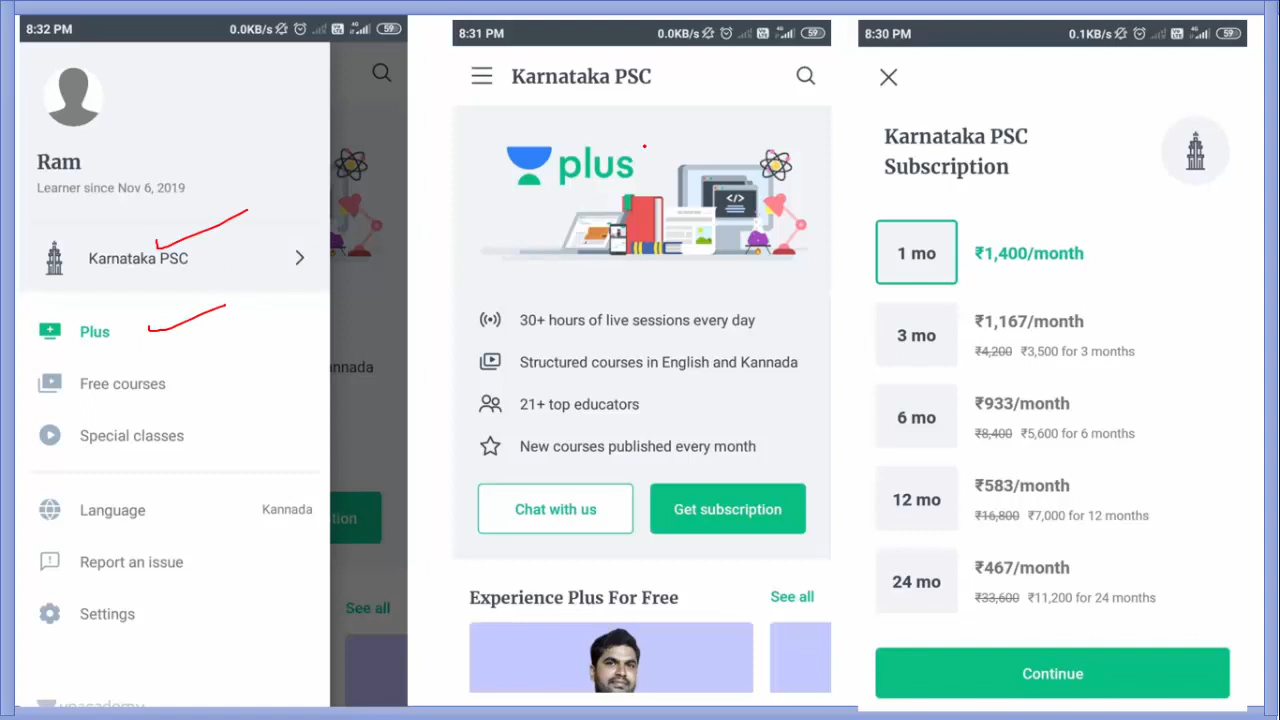 8:32 PM
0.0KB/s
4G
59
Ram
Learner since Nov 6, 2019
Karnataka PSC
Plus
Free courses
Special classes
Language
Kannada
Report an issue
Settings
unacademy
nnada
tion
See all
8:31 PM
0.0KB/s
4G
59
Karnataka PSC
plus
</>
30+ hours of live sessions every day
Structured courses in English and Kannada
21+ top educators
New courses published every month
Chat with us
Get subscription
Experience Plus For Free
See all
8:30 PM
0.1KB/s
4G
59
Karnataka PSC
Subscription
1 mo
₹1,400/month
3 mo
₹1,167/month
₹4,200 ₹3,500 for 3 months
6 mo
₹933/month
₹8,400 ₹5,600 for 6 months
12 mo
₹583/month
₹16,800 ₹7,000 for 12 months
24 mo
₹467/month
₹33,600 ₹11,200 for 24 months
Continue